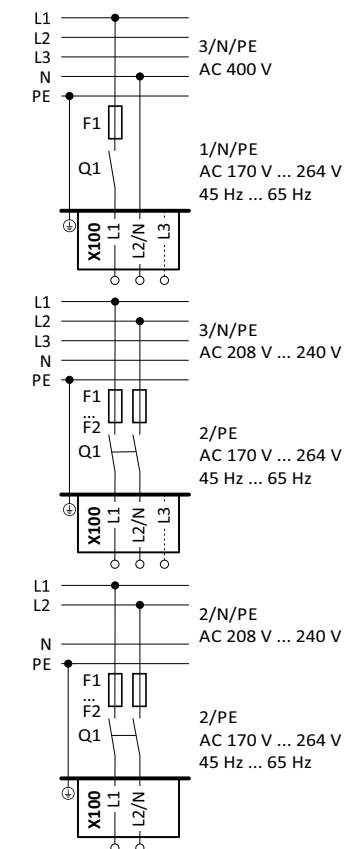 L1
L2
L3
N
PE
3/N/PE
AC 400 V
F1
Q1
1/N/PE
AC 170 V ... 264 V
45 Hz ... 65 Hz
X100
L1
L2/N
L3
L1
L2
L3
N
PE
3/N/PE
AC 208 V ... 240 V
F1
...
F2
Q1
2/PE
AC 170 V ... 264 V
45 Hz ... 65 Hz
X100
L1
L2/N
L3
L1
L2
N
PE
2/N/PE
AC 208 V ... 240 V
F1
...
F2
Q1
2/PE
AC 170 V ... 264 V
45 Hz ... 65 Hz
X100
L1
L2/N